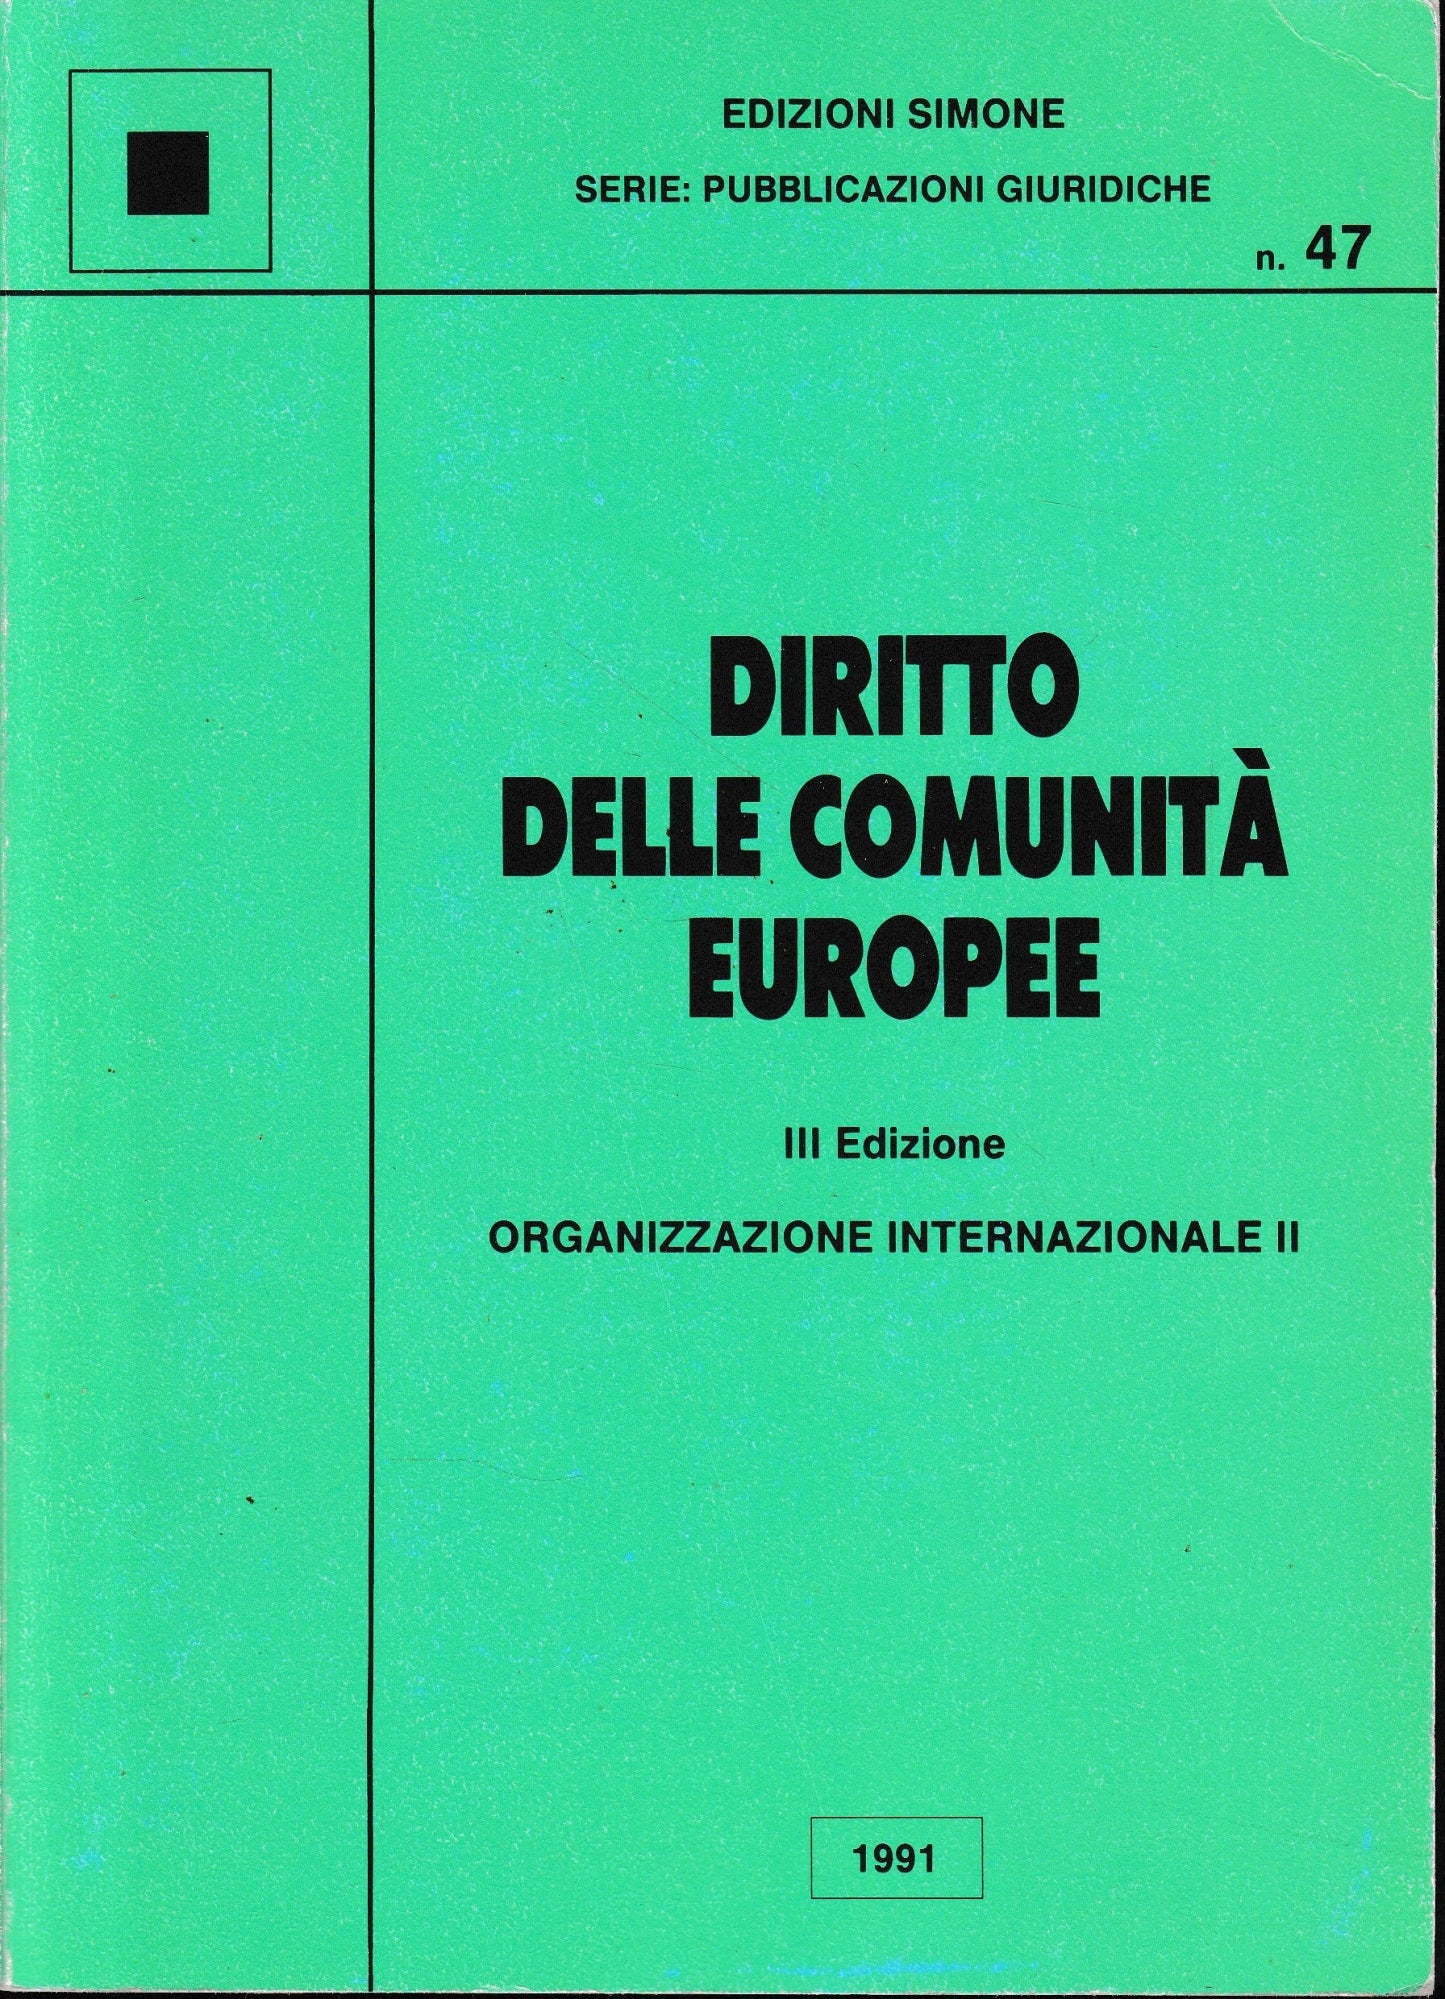 EDIZIONI SIMONE
SERIE: PUBBLICAZIONI GIURIDICHE
n. 47
DIRITTO
DELLE COMUNITÀ
EUROPEE
III Edizione
ORGANIZZAZIONE INTERNAZIONALE II
1991